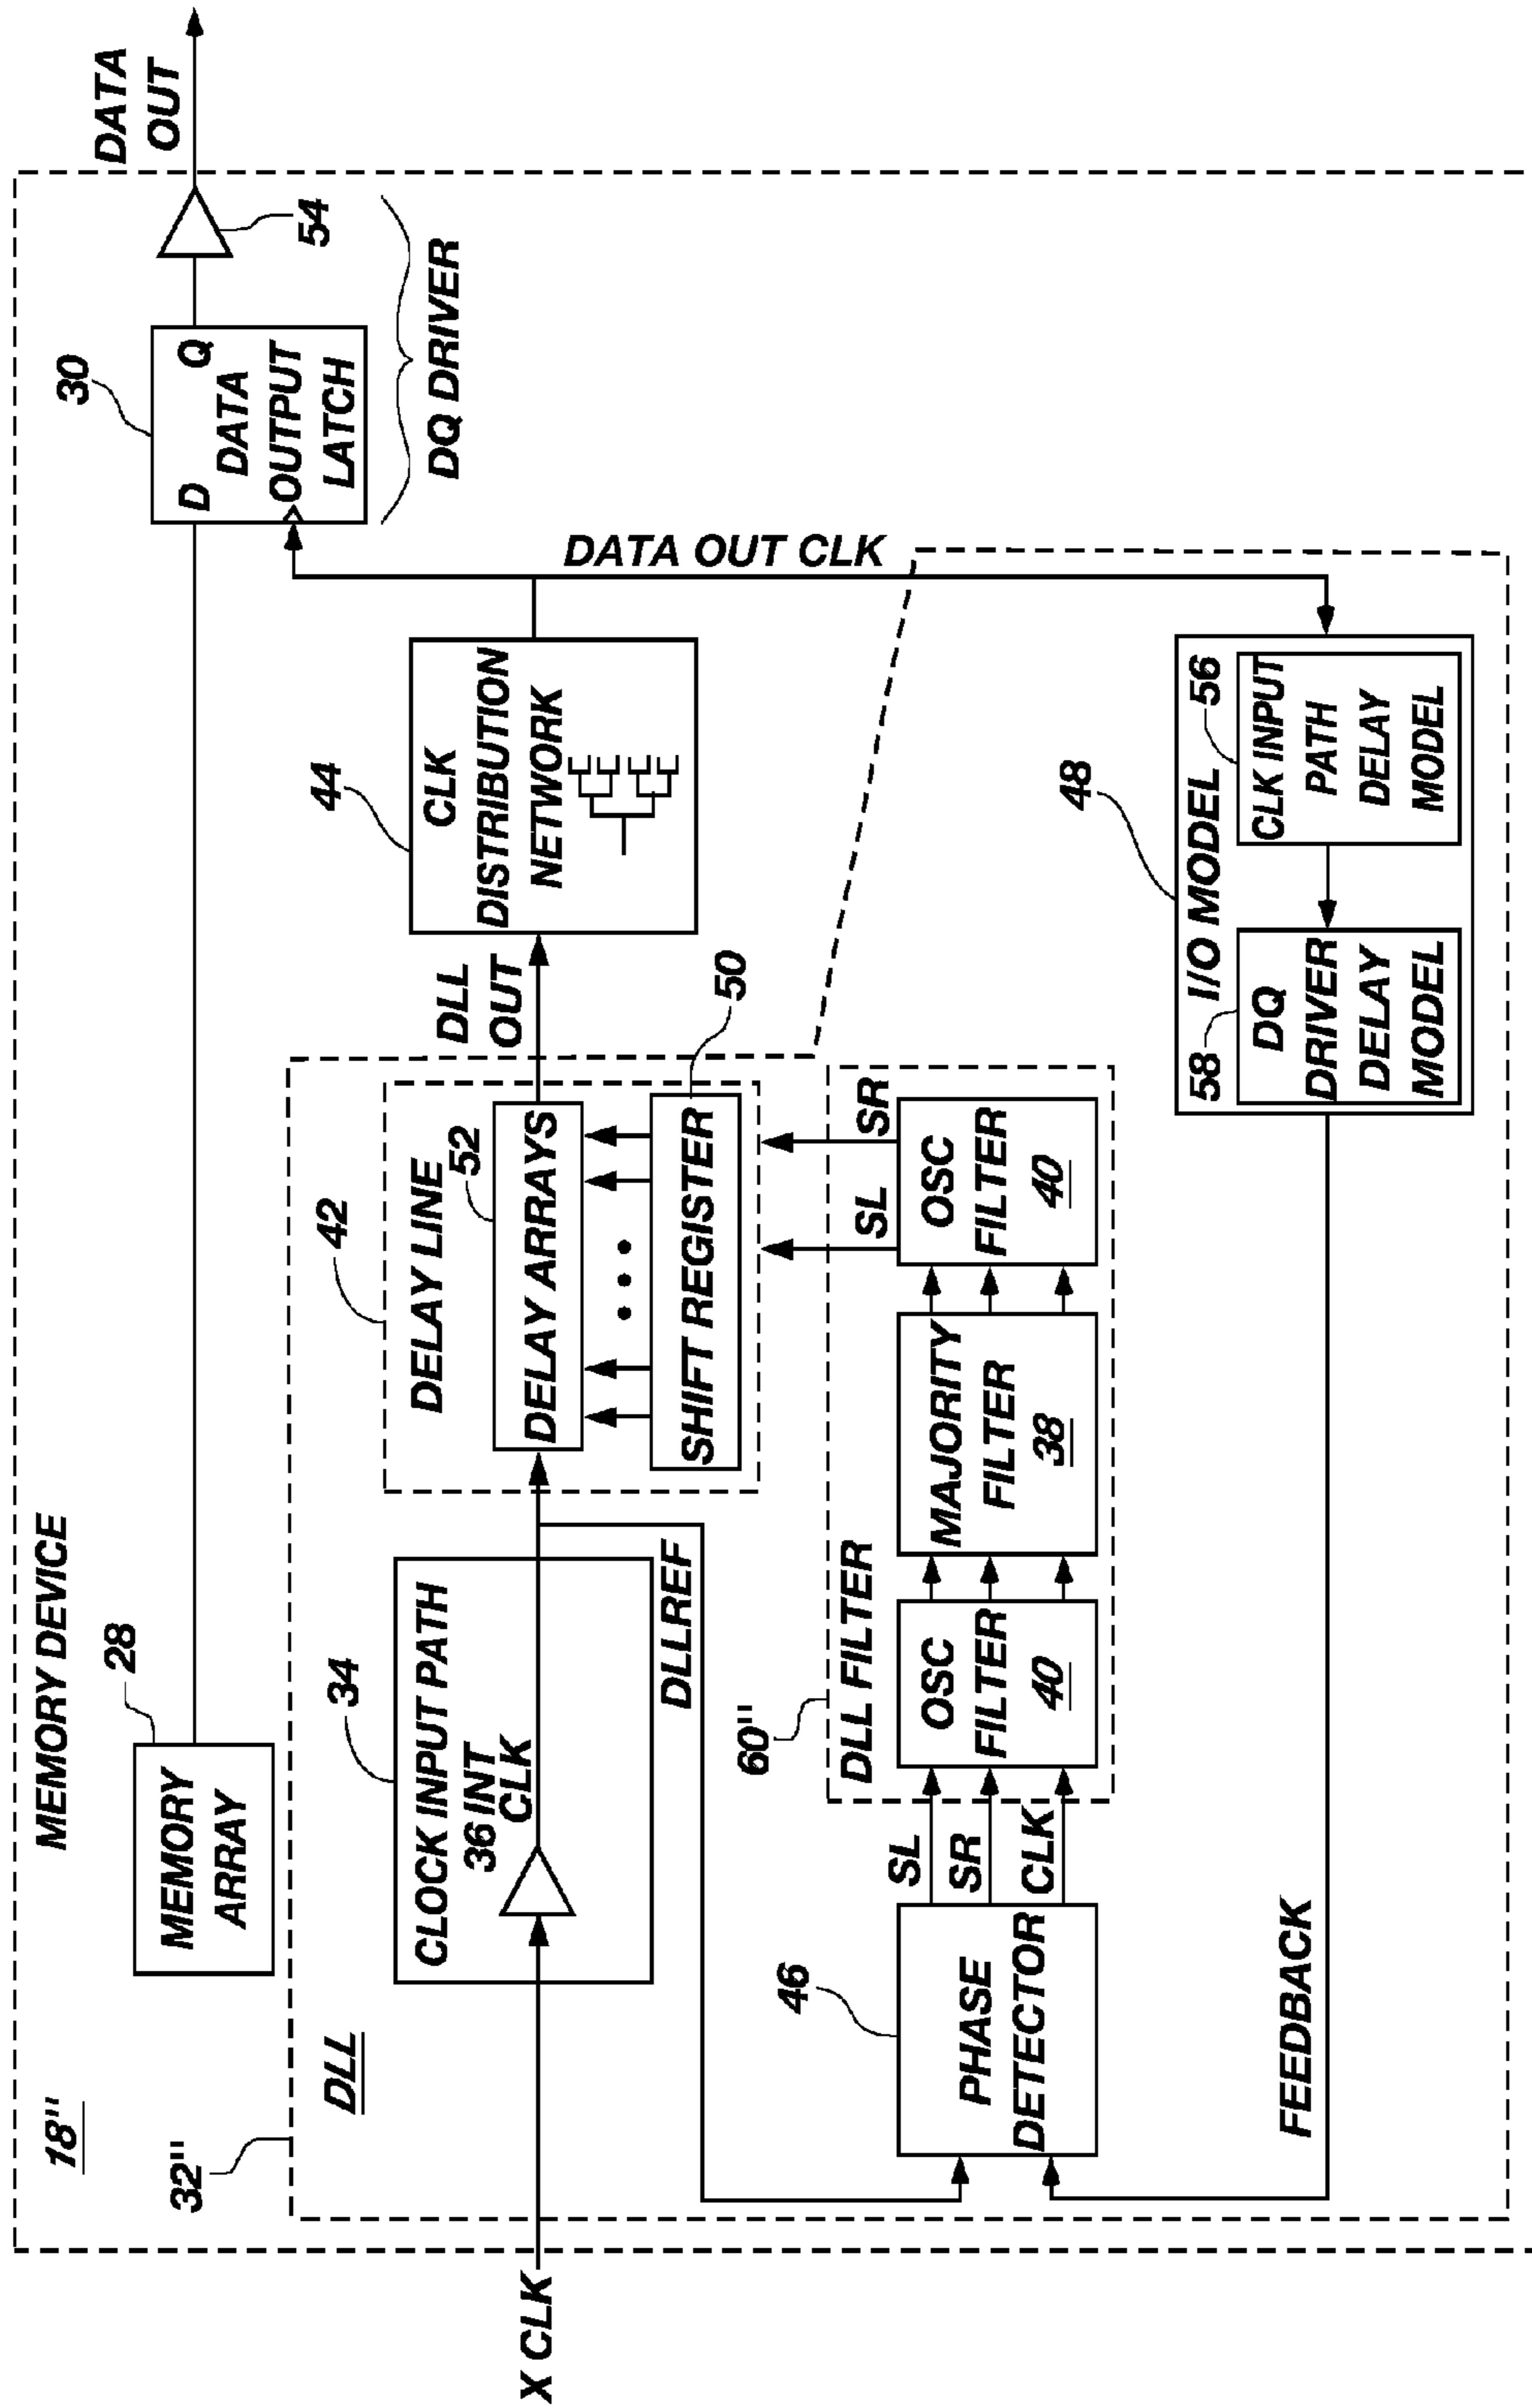 18"
MEMORY DEVICE
32"
DLL
28
MEMORY
ARRAY
30
D Q
DATA
OUTPUT
LATCH
54
DATA
OUT
DQ DRIVER
X CLK
34
CLOCK INPUT PATH
36 INT
CLK
DLLREF
42
DELAY LINE
52
DELAY ARRAYS
SHIFT REGISTER
50
DLL
OUT
44
CLK
DISTRIBUTION
NETWORK
DATA OUT CLK
46
PHASE
DETECTOR
SL
SR
CLK
60"
DLL FILTER
OSC
FILTER
40
MAJORITY
FILTER
38
OSC
FILTER
40
SL
SR
48
I/O MODEL
58
DQ
DRIVER
DELAY
MODEL
56
CLK INPUT
PATH
DELAY
MODEL
FEEDBACK